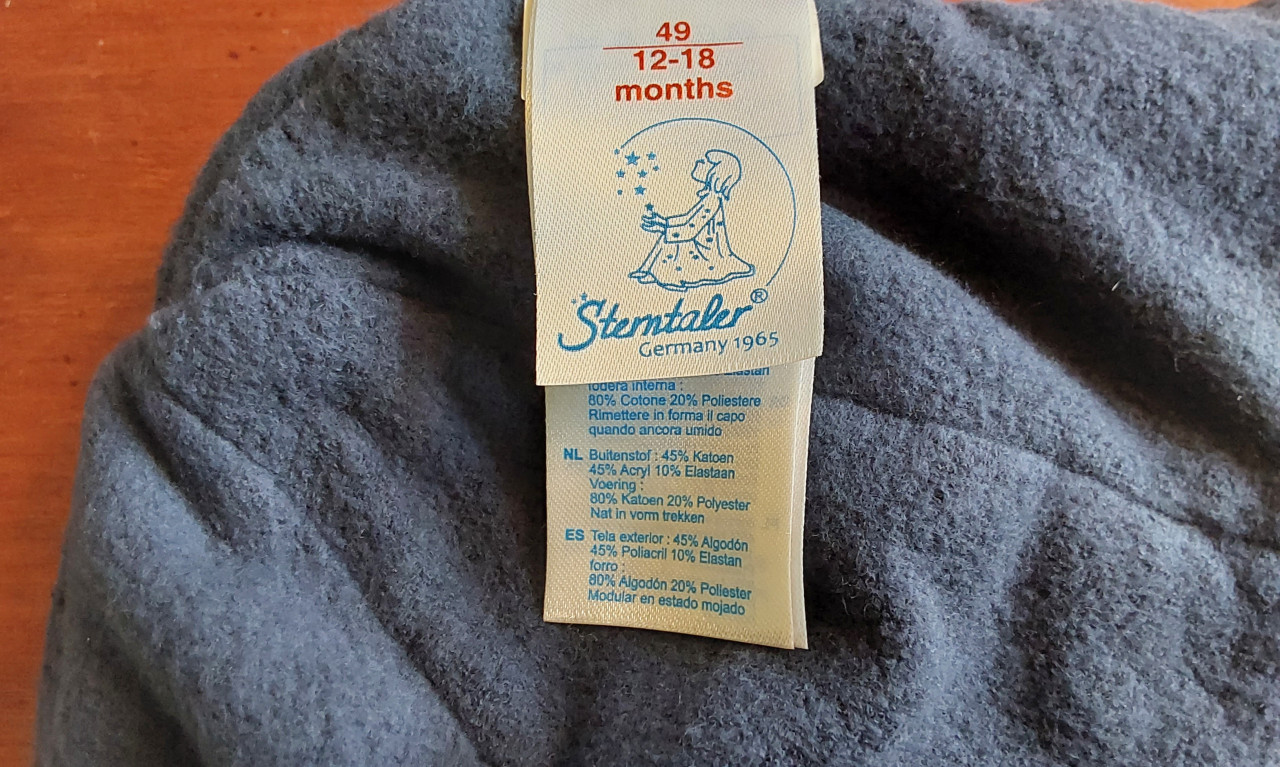 49
12-18
months
Sterntaler®
Germany 1965
Elastan
fodera interna :
80% Cotone 20% Poliestere
Rimettere in forma il capo
quando ancora umido
NL Buitenstof : 45% Katoen
45% Acryl 10% Elastaan
Voering :
80% Katoen 20% Polyester
Nat in vorm trekken
ES Tela exterior : 45% Algodón
45% Poliacril 10% Elastan
forro :
80% Algodón 20% Poliester
Modular en estado mojado